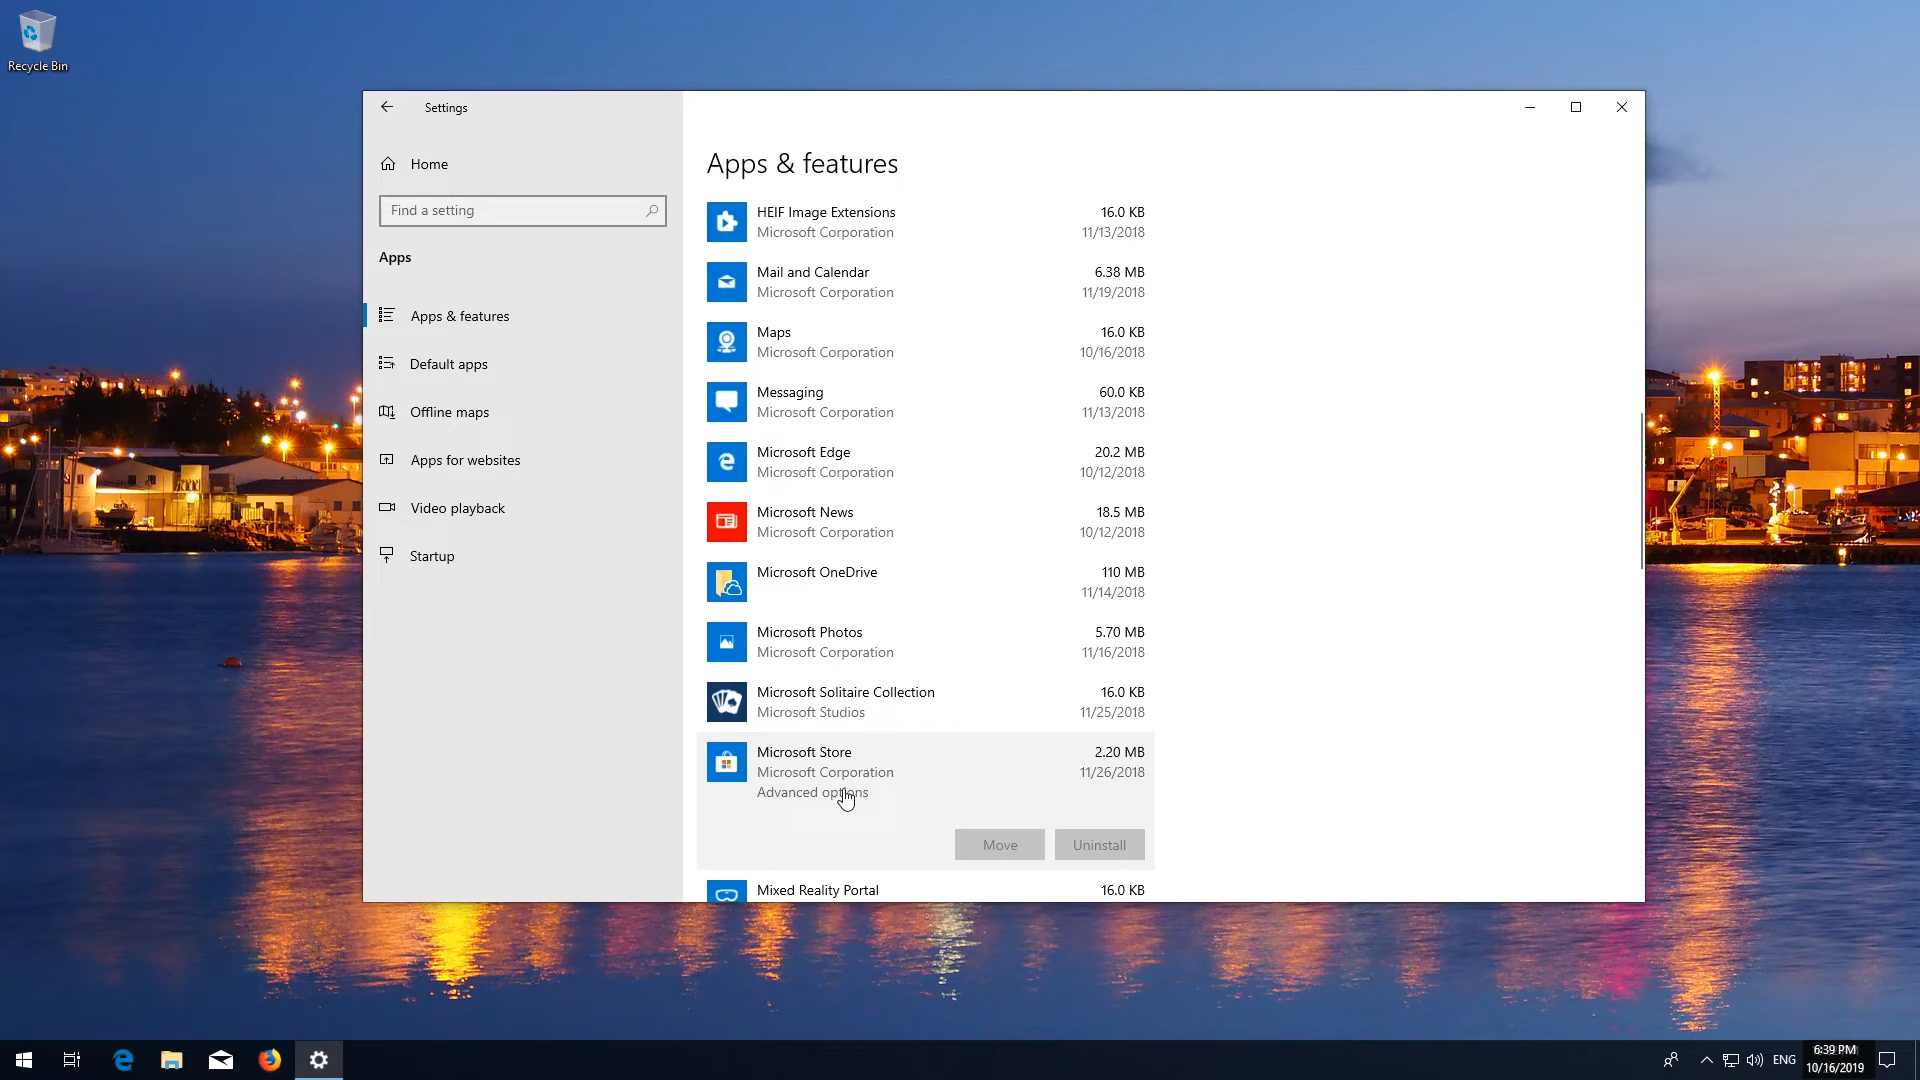 Recycle Bin
Settings
Home
Find a setting
Apps
Apps & features
Default apps
Offline maps
Apps for websites
Video playback
Startup
Apps & features
HEIF Image Extensions 16.0 KB
Microsoft Corporation 11/13/2018
Mail and Calendar 6.38 MB
Microsoft Corporation 11/19/2018
Maps 16.0 KB
Microsoft Corporation 10/16/2018
Messaging 60.0 KB
Microsoft Corporation 11/13/2018
Microsoft Edge 20.2 MB
Microsoft Corporation 10/12/2018
Microsoft News 18.5 MB
Microsoft Corporation 10/12/2018
Microsoft OneDrive 110 MB
11/14/2018
Microsoft Photos 5.70 MB
Microsoft Corporation 11/16/2018
Microsoft Solitaire Collection 16.0 KB
Microsoft Studios 11/25/2018
Microsoft Store 2.20 MB
Microsoft Corporation 11/26/2018
Advanced options
Move Uninstall
Mixed Reality Portal 16.0 KB
ENG
6:39 PM
10/16/2019